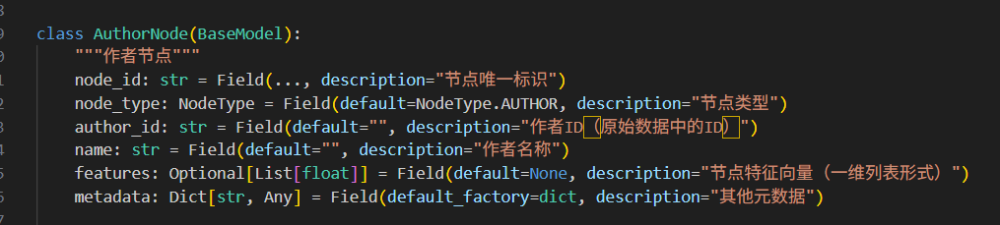 class AuthorNode(BaseModel):
    """作者节点"""
    node_id: str = Field(..., description="节点唯一标识")
    node_type: NodeType = Field(default=NodeType.AUTHOR, description="节点类型")
    author_id: str = Field(default="", description="作者ID（原始数据中的ID）")
    name: str = Field(default="", description="作者名称")
    features: Optional[List[float]] = Field(default=None, description="节点特征向量（一维列表形式）")
    metadata: Dict[str, Any] = Field(default_factory=dict, description="其他元数据")